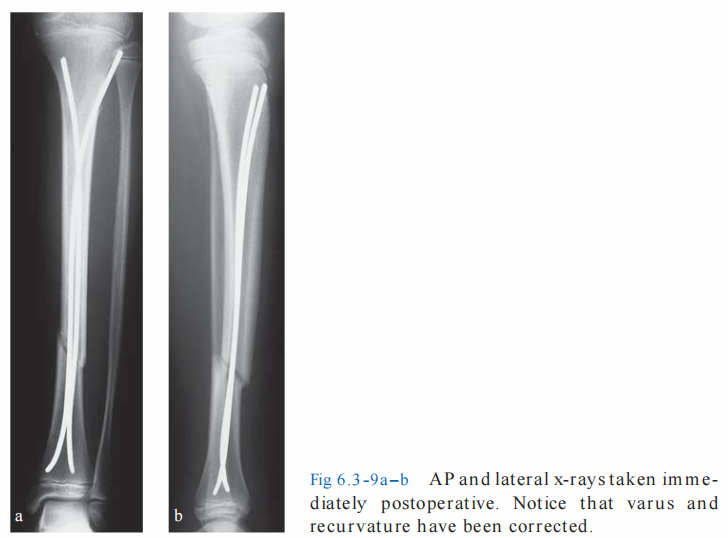 a
b
Fig 6.3-9a–b AP and lateral x-rays taken imme-
diately postoperative. Notice that varus and
recurvature have been corrected.